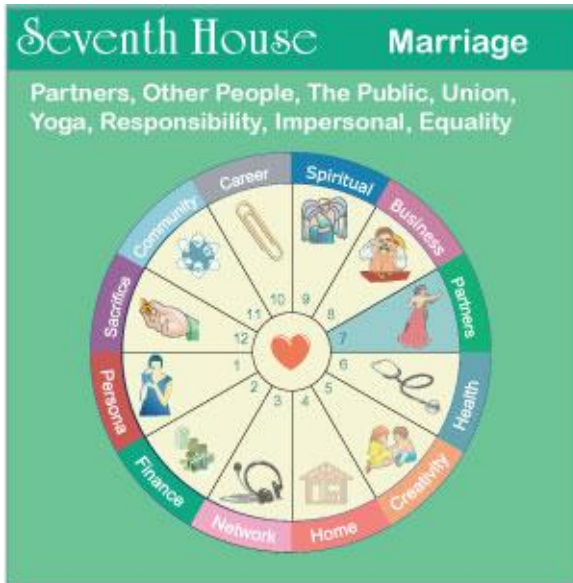 Seventh House
Marriage
Partners, Other People, The Public, Union,
Yoga, Responsibility, Impersonal, Equality
Career
Spiritual
Community
Business
Sacrifice
Partners
Persona
Health
Finance
Creativity
Network
Home
10
9
11
8
12
7
1
6
2
5
3
4